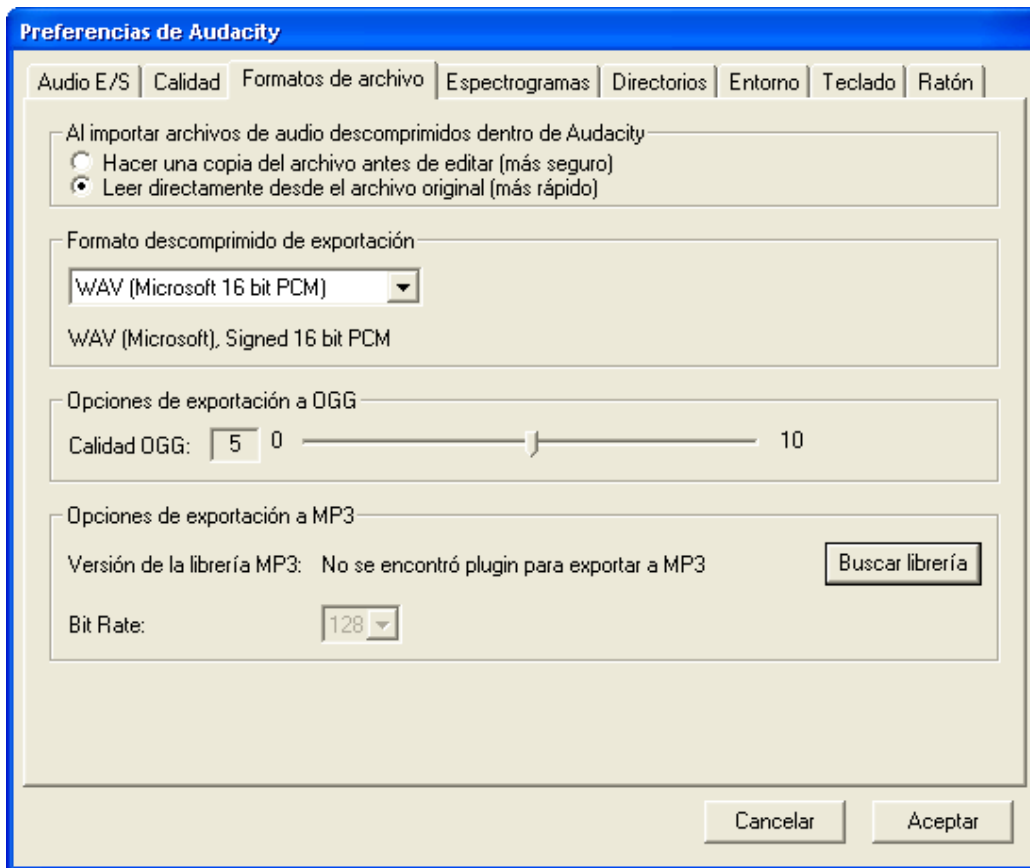 Preferencias de Audacity
Audio E/S Calidad Formatos de archivo Espectrogramas Directorios Entorno Teclado Ratón
Al importar archivos de audio descomprimidos dentro de Audacity
Hacer una copia del archivo antes de editar (más seguro)
Leer directamente desde el archivo original (más rápido)
Formato descomprimido de exportación
WAV (Microsoft 16 bit PCM)
WAV (Microsoft), Signed 16 bit PCM
Opciones de exportación a OGG
Calidad OGG: 5 0 10
Opciones de exportación a MP3
Versión de la librería MP3: No se encontró plugin para exportar a MP3 Buscar librería
Bit Rate: 128
Cancelar Aceptar